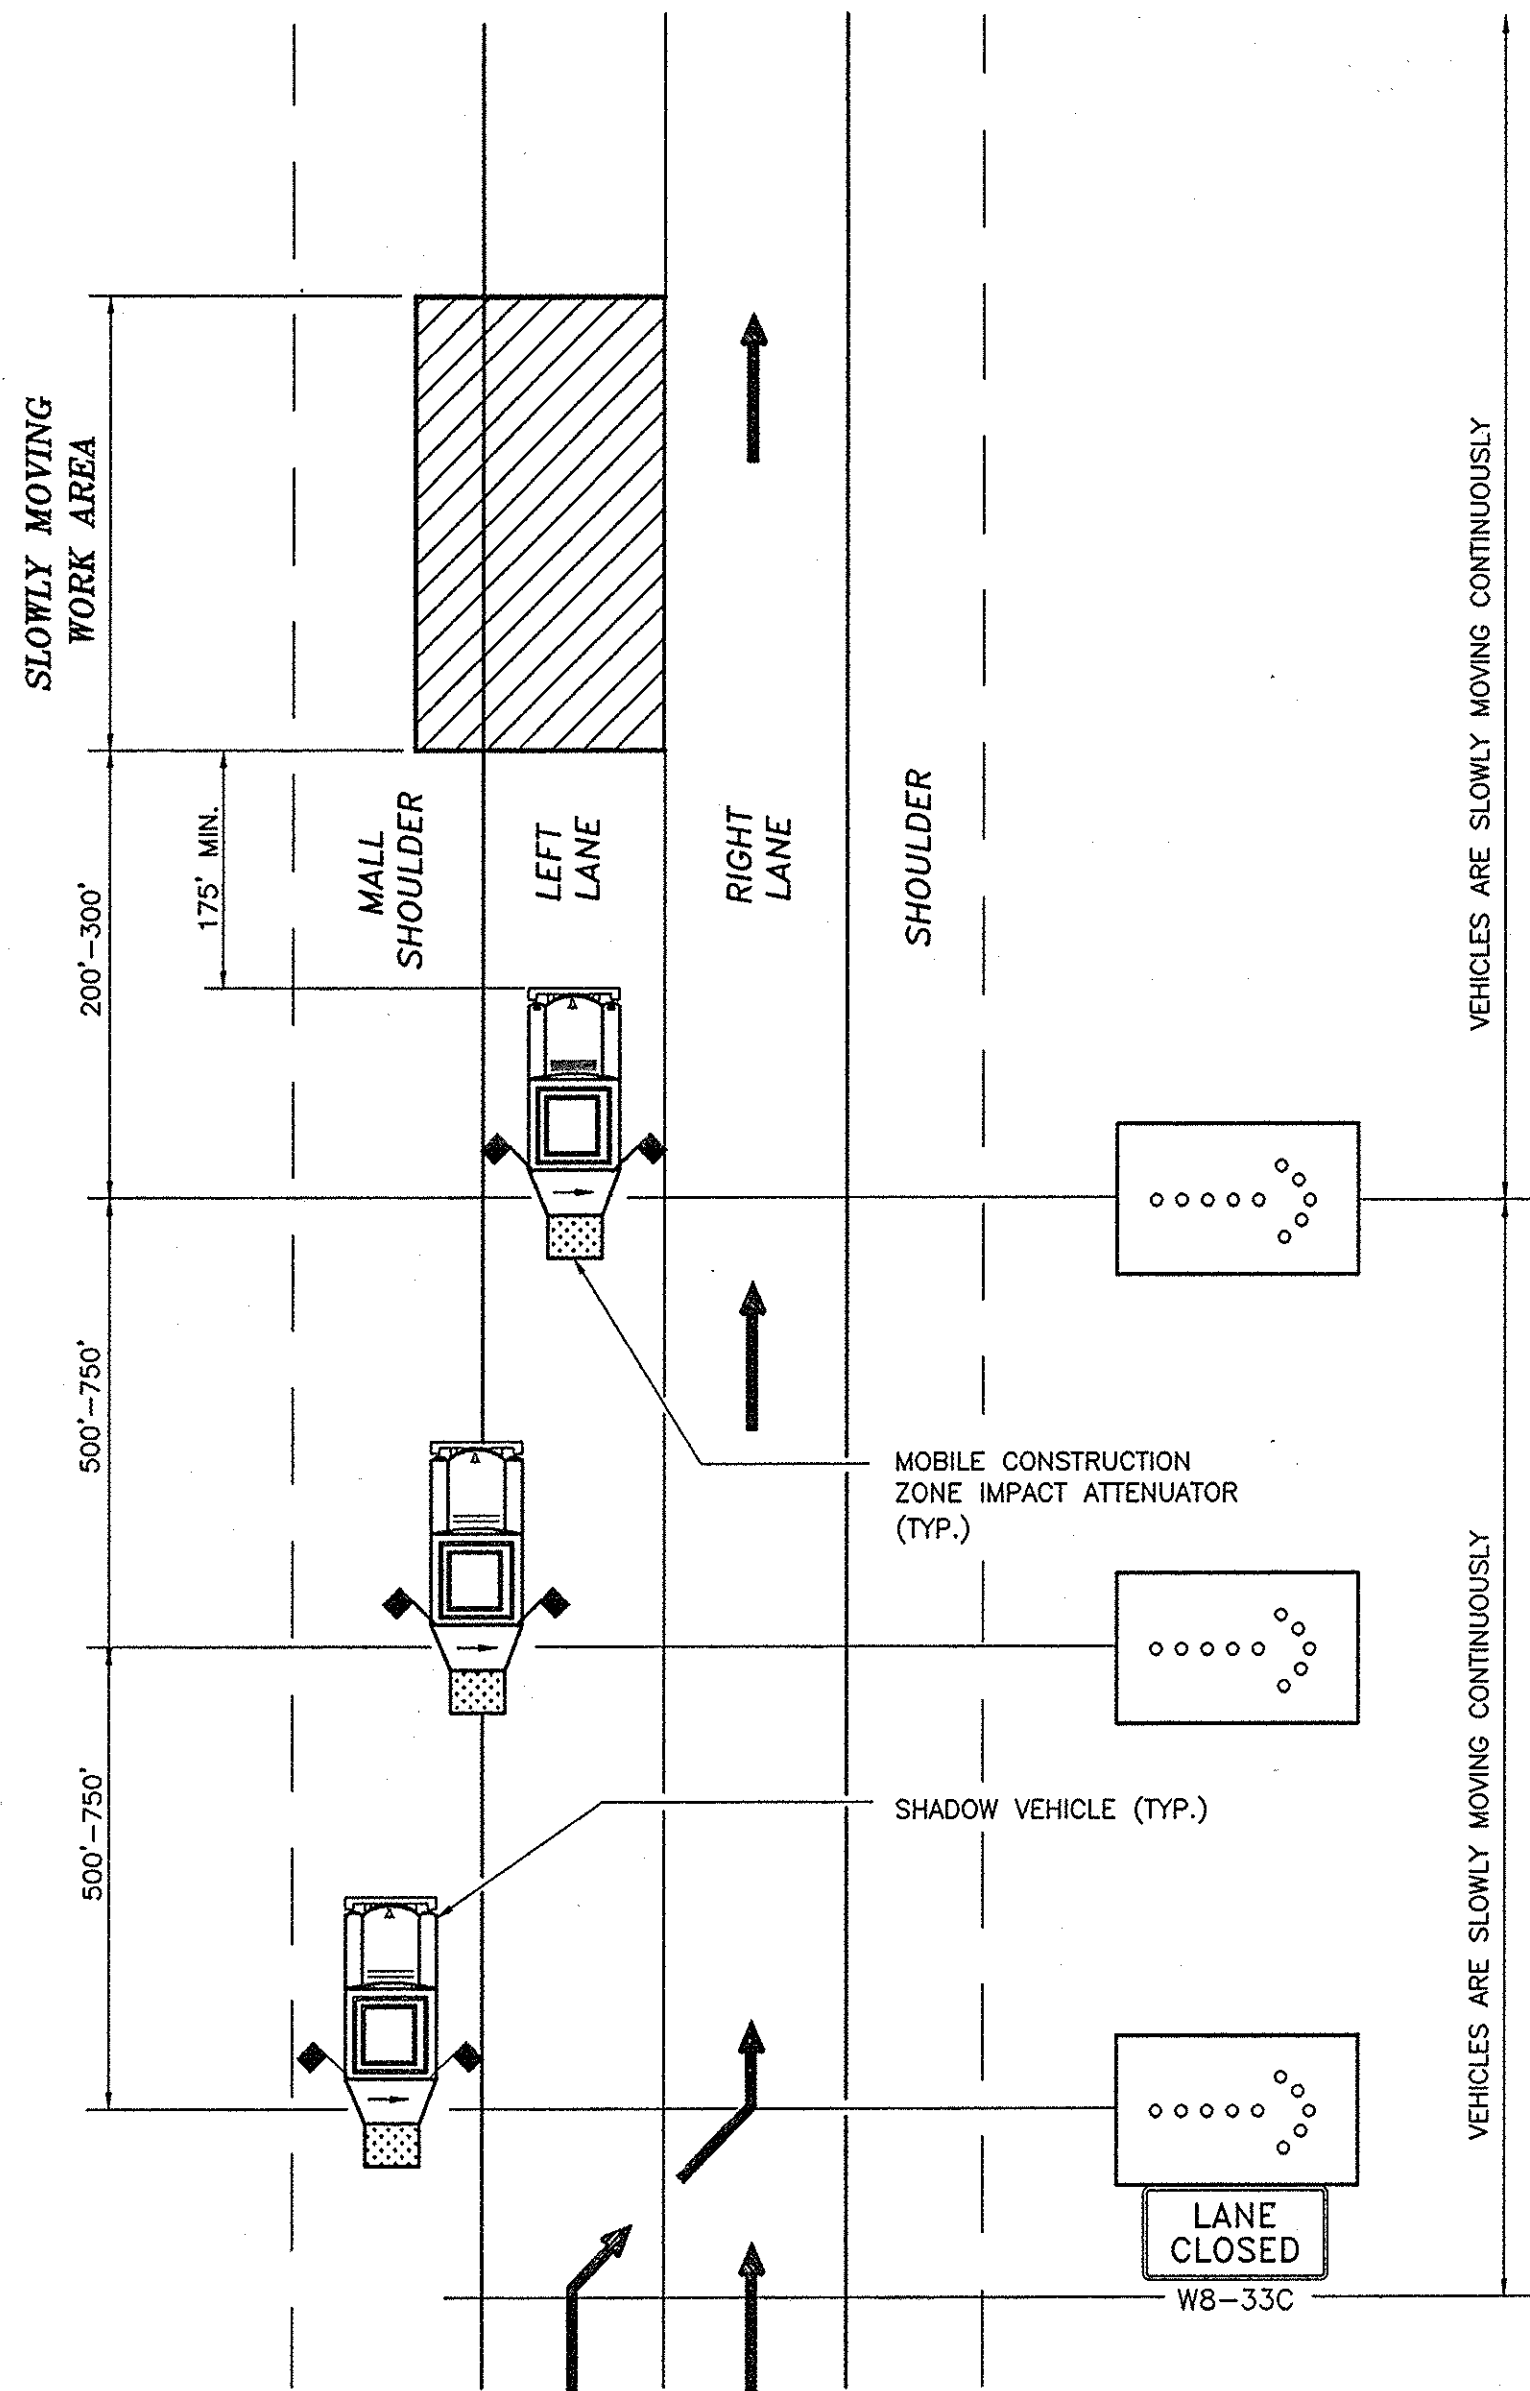 SLOWLY MOVING
WORK AREA
200'-300'
175' MIN.
MALL
SHOULDER
LEFT
LANE
RIGHT
LANE
SHOULDER
VEHICLES ARE SLOWLY MOVING CONTINUOUSLY
500'-750'
MOBILE CONSTRUCTION
ZONE IMPACT ATTENUATOR
(TYP.)
500'-750'
SHADOW VEHICLE (TYP.)
VEHICLES ARE SLOWLY MOVING CONTINUOUSLY
LANE
CLOSED
W8-33C